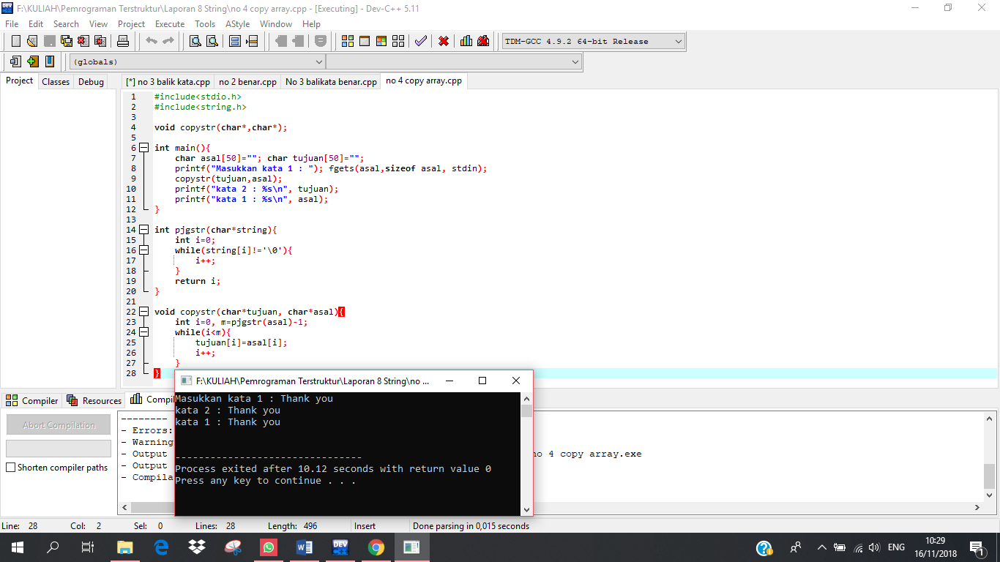 F:\KULIAH\Pemrograman Terstruktur\Laporan 8 String\no 4 copy array.cpp - [Executing] - Dev-C++ 5.11
File Edit Search View Project Execute Tools AStyle Window Help
TDM-GCC 4.9.2 64-bit Release
(globals)
Project Classes Debug
[*] no 3 balik kata.cpp no 2 benar.cpp No 3 balikata benar.cpp no 4 copy array.cpp
1 #include<stdio.h>
2 #include<string.h>
3
4 void copystr(char*,char*);
5
6 int main(){
7 char asal[50]=""; char tujuan[50]="";
8 printf("Masukkan kata 1 : "); fgets(asal,sizeof asal, stdin);
9 copystr(tujuan,asal);
10 printf("kata 2 : %s\n", tujuan);
11 printf("kata 1 : %s\n", asal);
12 }
13
14 int pjgstr(char*string){
15 int i=0;
16 while(string[i]!='\0'){
17 i++;
18 }
19 return i;
20 }
21
22 void copystr(char*tujuan, char*asal){
23 int i=0, m=pjgstr(asal)-1;
24 while(i<m){
25 tujuan[i]=asal[i];
26 i++;
27 }
28 }
F:\KULIAH\Pemrograman Terstruktur\Laporan 8 String\no ...
Masukkan kata 1 : Thank you
kata 2 : Thank you
kata 1 : Thank you
--------------------------------
Process exited after 10.12 seconds with return value 0
Press any key to continue . . .
Compiler Resources Compil
Abort Compilation
Shorten compiler paths
--------
- Errors:
- Warning
- Output no 4 copy array.exe
- Output
- Compila
Line: 28 Col: 2 Sel: 0 Lines: 28 Length: 496 Insert Done parsing in 0,015 seconds
ENG
10:29
16/11/2018
1